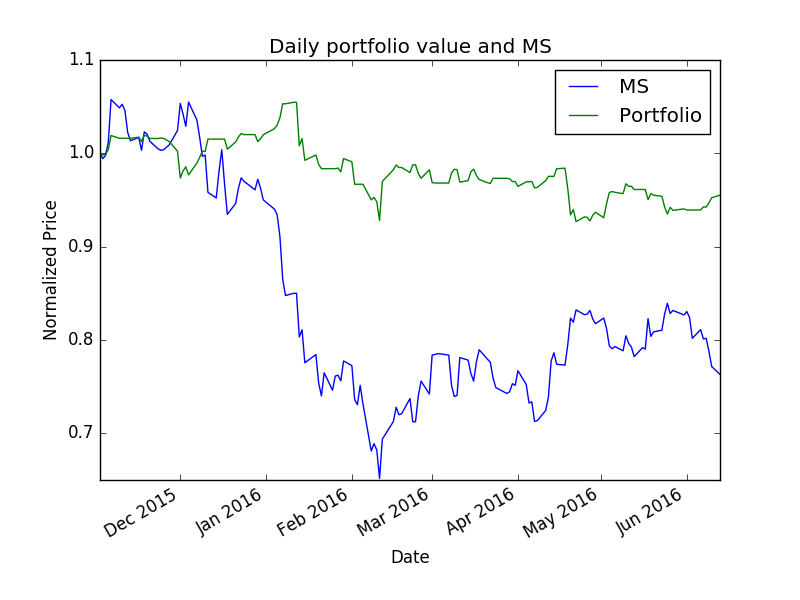 Daily portfolio value and MS
MS
Portfolio
1.1
1.0
0.9
0.8
0.7
Normalized Price
Dec 2015
Jan 2016
Feb 2016
Mar 2016
Apr 2016
May 2016
Jun 2016
Date